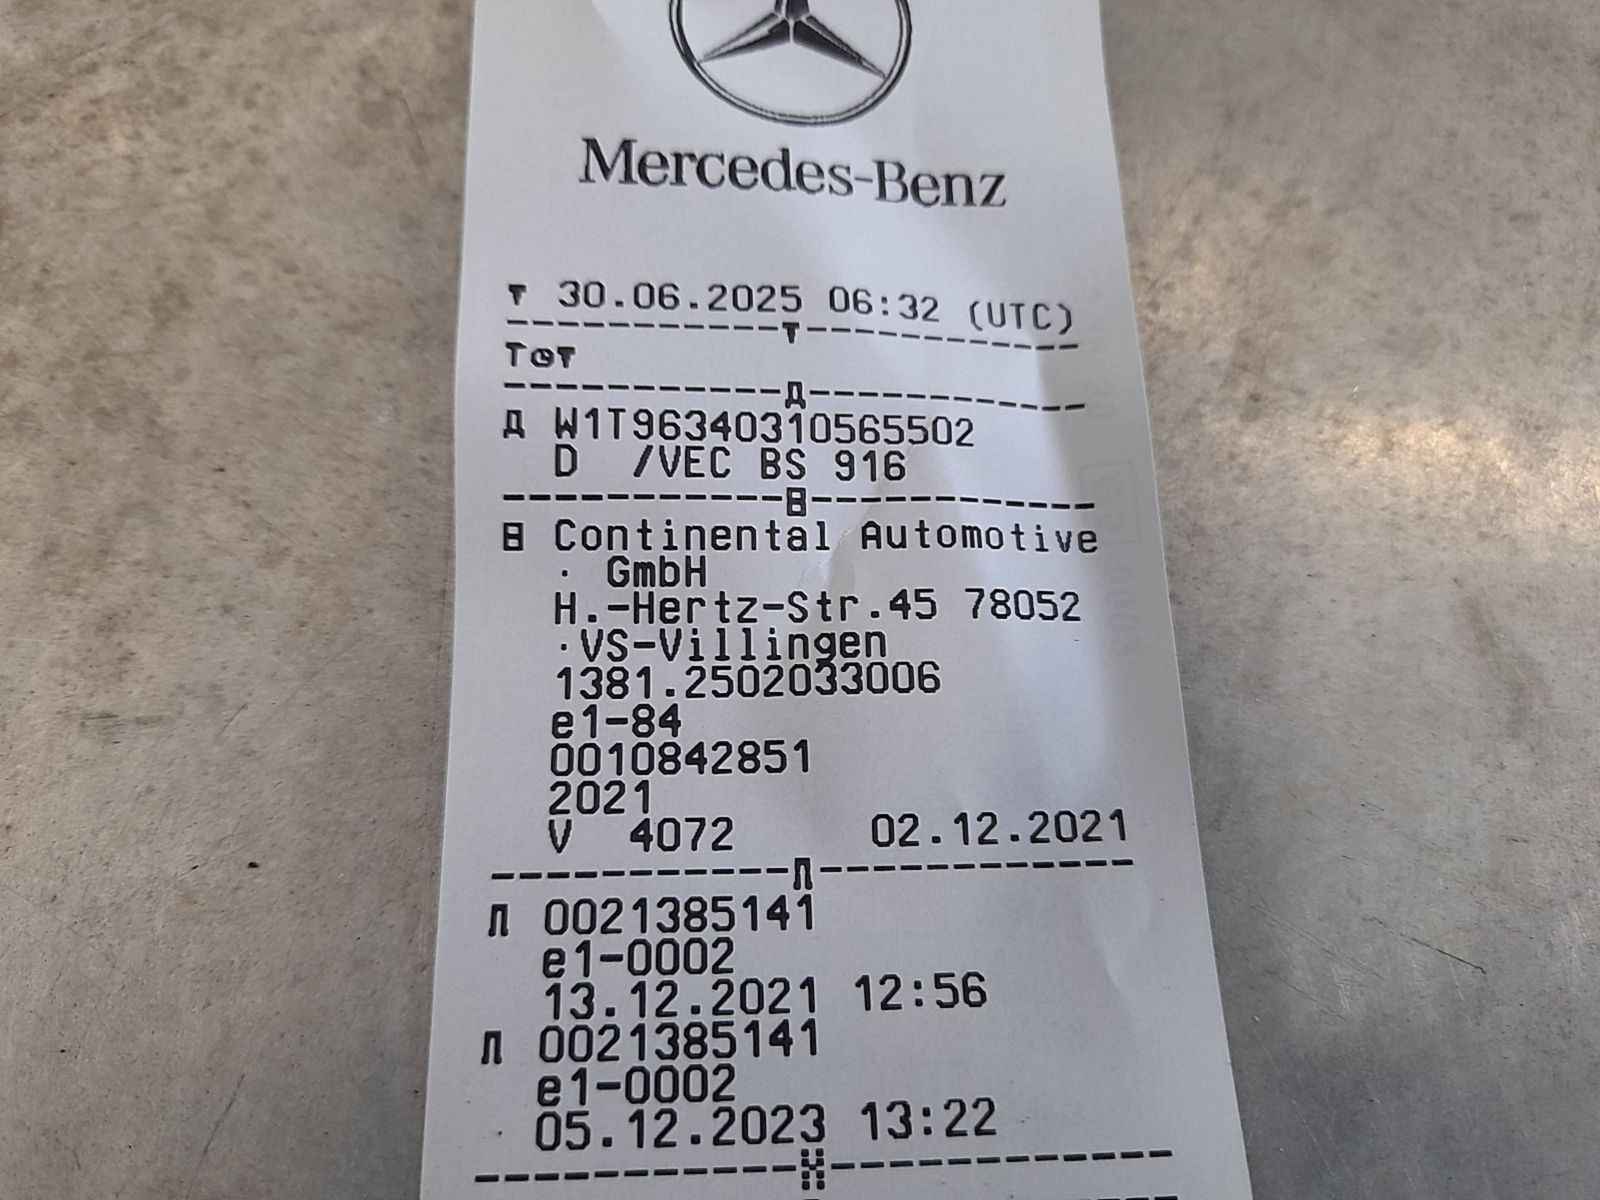 Mercedes-Benz
▼ 30.06.2025 06:32 (UTC)
------------▼------------
T⊙▼
------------Д------------
Д W1T96340310565502
D /VEC BS 916
------------B------------
B Continental Automotive
· GmbH
H.-Hertz-Str.45 78052
·VS-Villingen
1381.2502033006
e1-84
0010842851
2021
V 4072 02.12.2021
------------Л------------
Л 0021385141
e1-0002
13.12.2021 12:56
Л 0021385141
e1-0002
05.12.2023 13:22